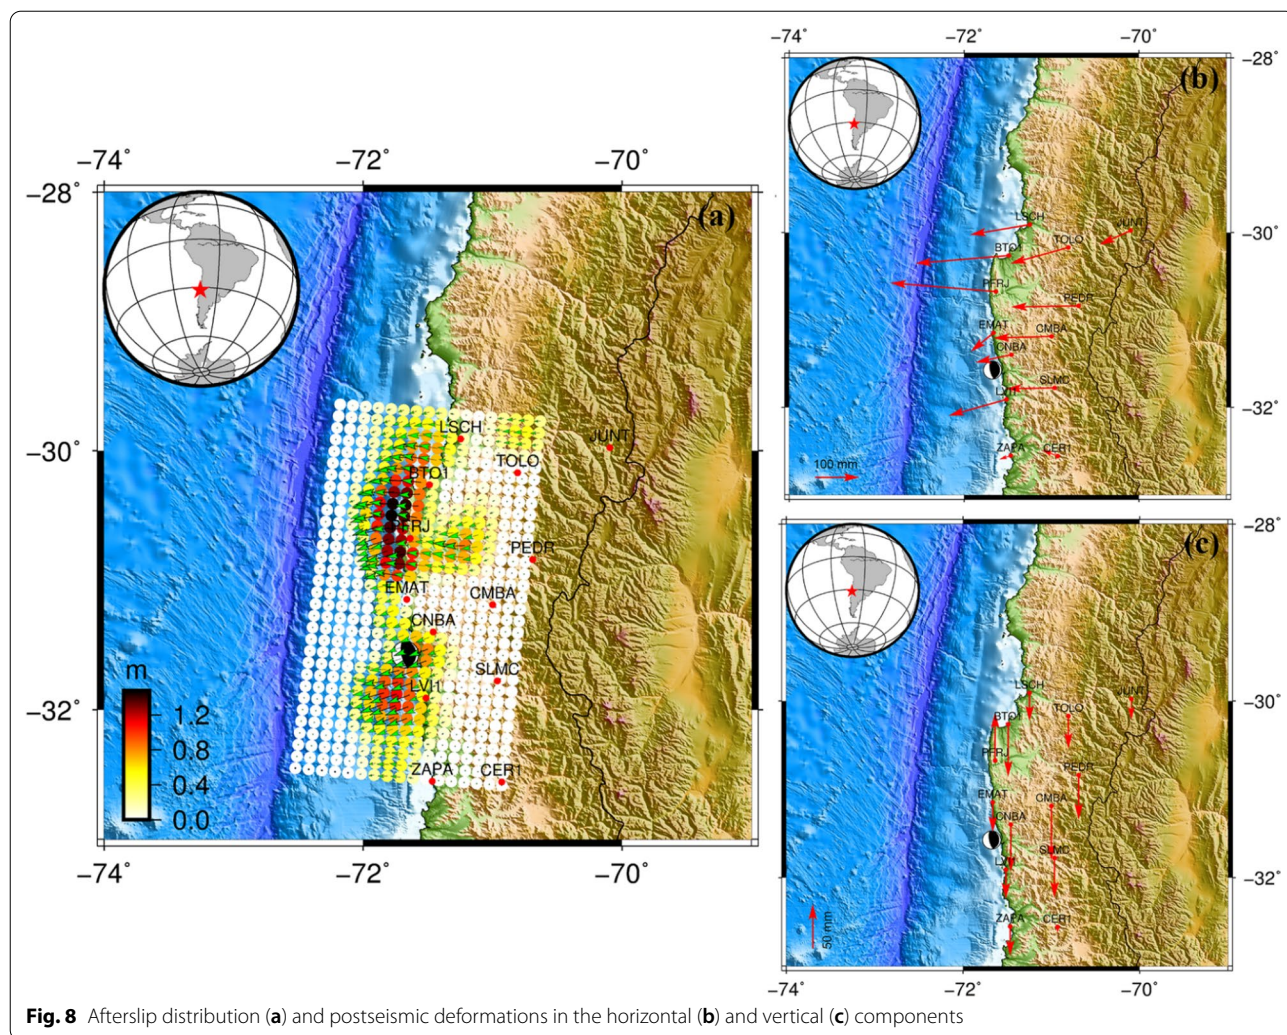 −74°
−72°
−70°
−28°
−30°
−32°
(a)
LSCH
JUNT
TOLO
BTO1
PFRJ
PEDR
EMAT
CMBA
CNBA
SLMC
LVI1
ZAPA
CER1
m
1.2
0.8
0.4
0.0
−74°
−72°
−70°
−74°
−72°
−70°
−28°
(b)
LSCH
JUNT
−30°
TOLO
BTO1
PFRJ
PEDR
EMAT
CMBA
CNBA
SLMC
LVI1
−32°
ZAPA
CER1
100 mm
−28°
(c)
LSCH
JUNT
−30°
TOLO
BTO1
PFRJ
PEDR
EMAT
CMBA
CNBA
SLMC
LVI1
−32°
ZAPA
CER1
50 mm
−74°
−72°
−70°
Fig. 8 Afterslip distribution (a) and postseismic deformations in the horizontal (b) and vertical (c) components